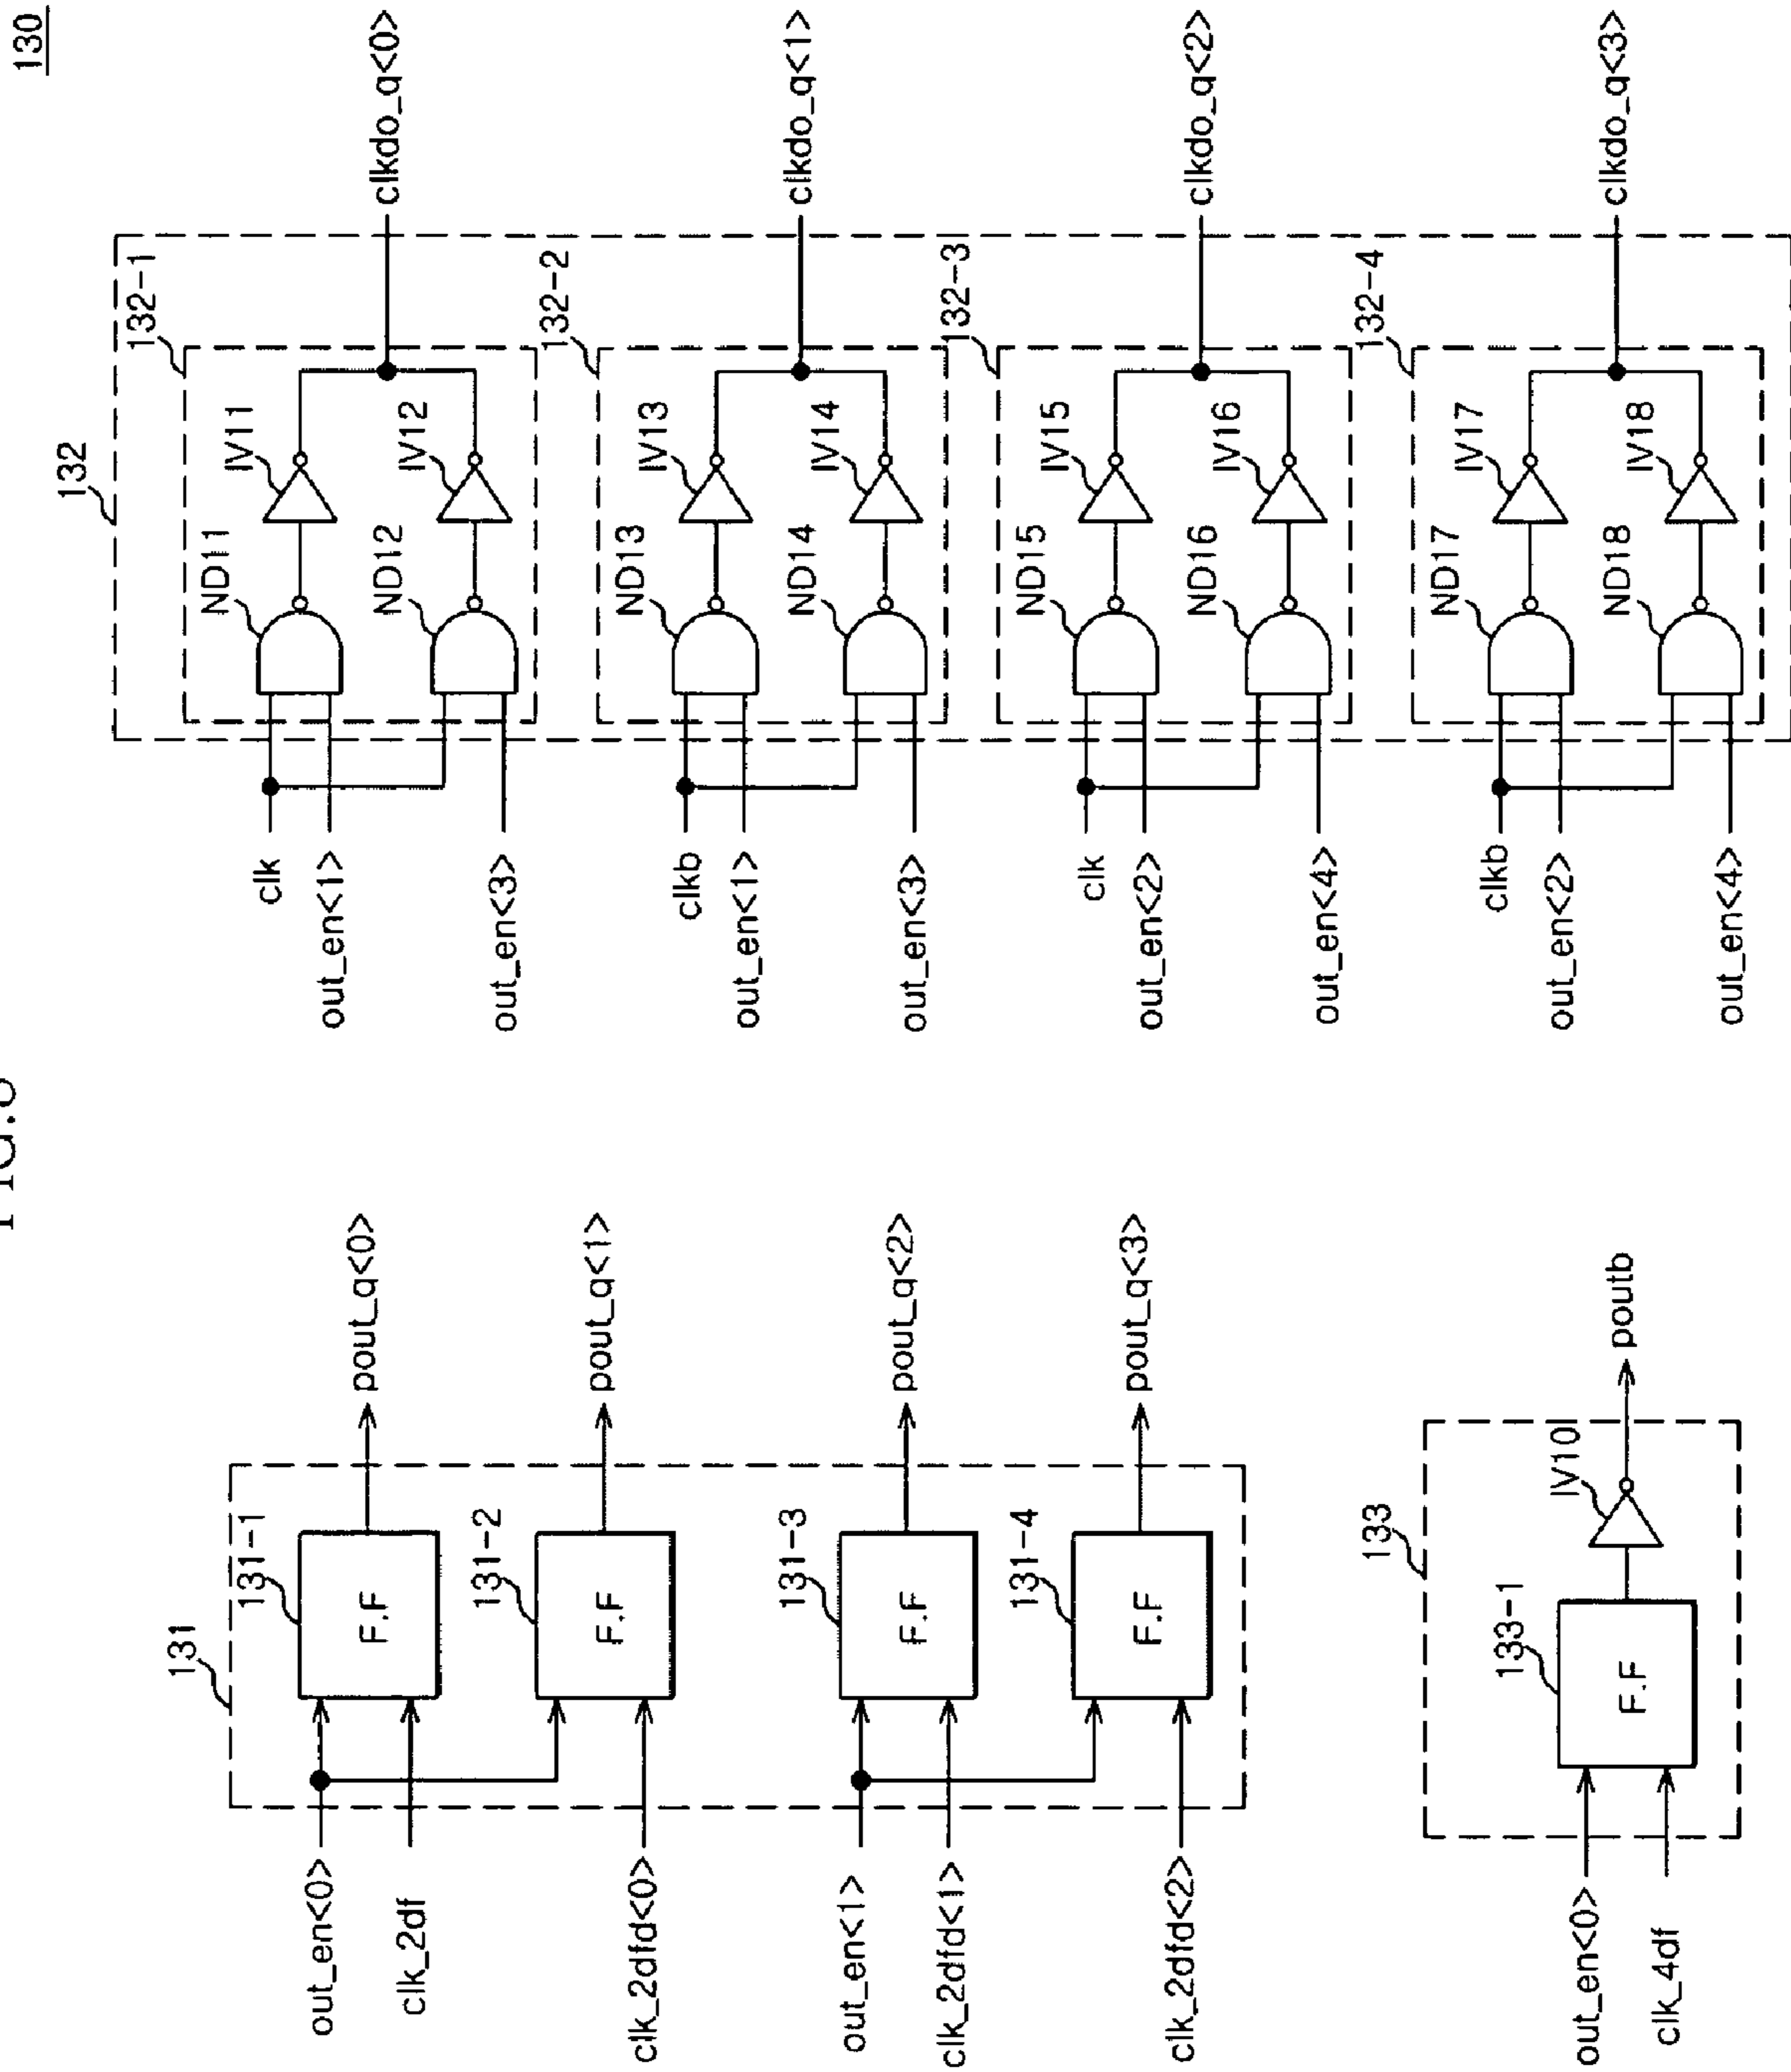 130
131
131-1
out_en<0>
clk_2df
F.F
pout_q<0>
131-2
clk_2dfd<0>
F.F
pout_q<1>
131-3
out_en<1>
clk_2dfd<1>
F.F
pout_q<2>
131-4
clk_2dfd<2>
F.F
pout_q<3>
133
133-1
IV10
out_en<0>
clk_4df
F.F
poutb
132
132-1
clk
out_en<1>
ND11
IV11
clkdo_q<0>
out_en<3>
ND12
IV12
132-2
clkb
out_en<1>
ND13
IV13
clkdo_q<1>
out_en<3>
ND14
IV14
132-3
clk
out_en<2>
ND15
IV15
clkdo_q<2>
out_en<4>
ND16
IV16
132-4
clkb
out_en<2>
ND17
IV17
clkdo_q<3>
out_en<4>
ND18
IV18